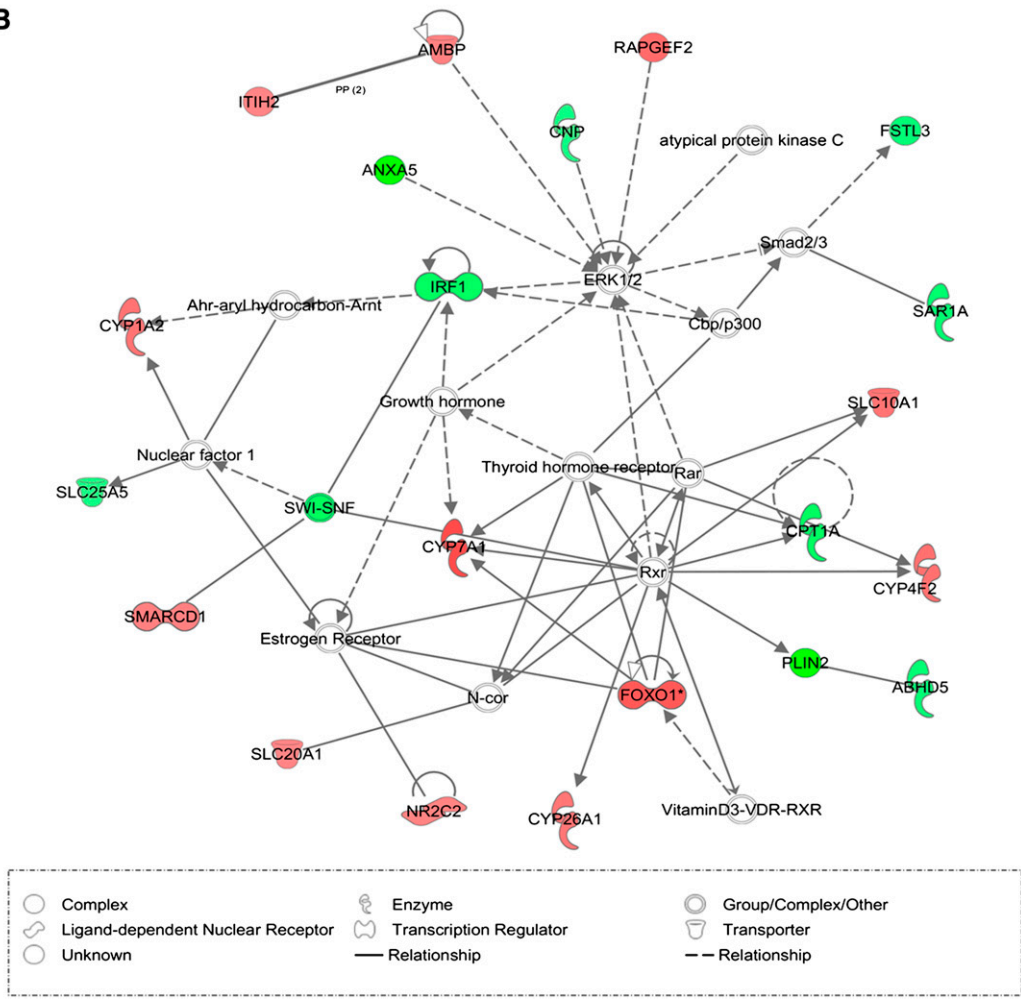 B
AMBP
RAPGEF2
PP (2)
ITIH2
CNP
FSTL3
atypical protein kinase C
ANXA5
Smad2/3
ERK1/2
IRF1
Ahr-aryl hydrocarbon-Arnt
SAR1A
CYP1A2
Cbp/p300
Growth hormone
SLC10A1
Nuclear factor 1
Thyroid hormone receptor
Rar
SLC25A5
SWI-SNF
CPT1A
CYP7A1
Rxr
CYP4F2
SMARCD1
Estrogen Receptor
PLIN2
ABHD5
N-cor
FOXO1*
SLC20A1
NR2C2
CYP26A1
VitaminD3-VDR-RXR
Complex
Enzyme
Group/Complex/Other
Ligand-dependent Nuclear Receptor
Transcription Regulator
Transporter
Unknown
Relationship
Relationship